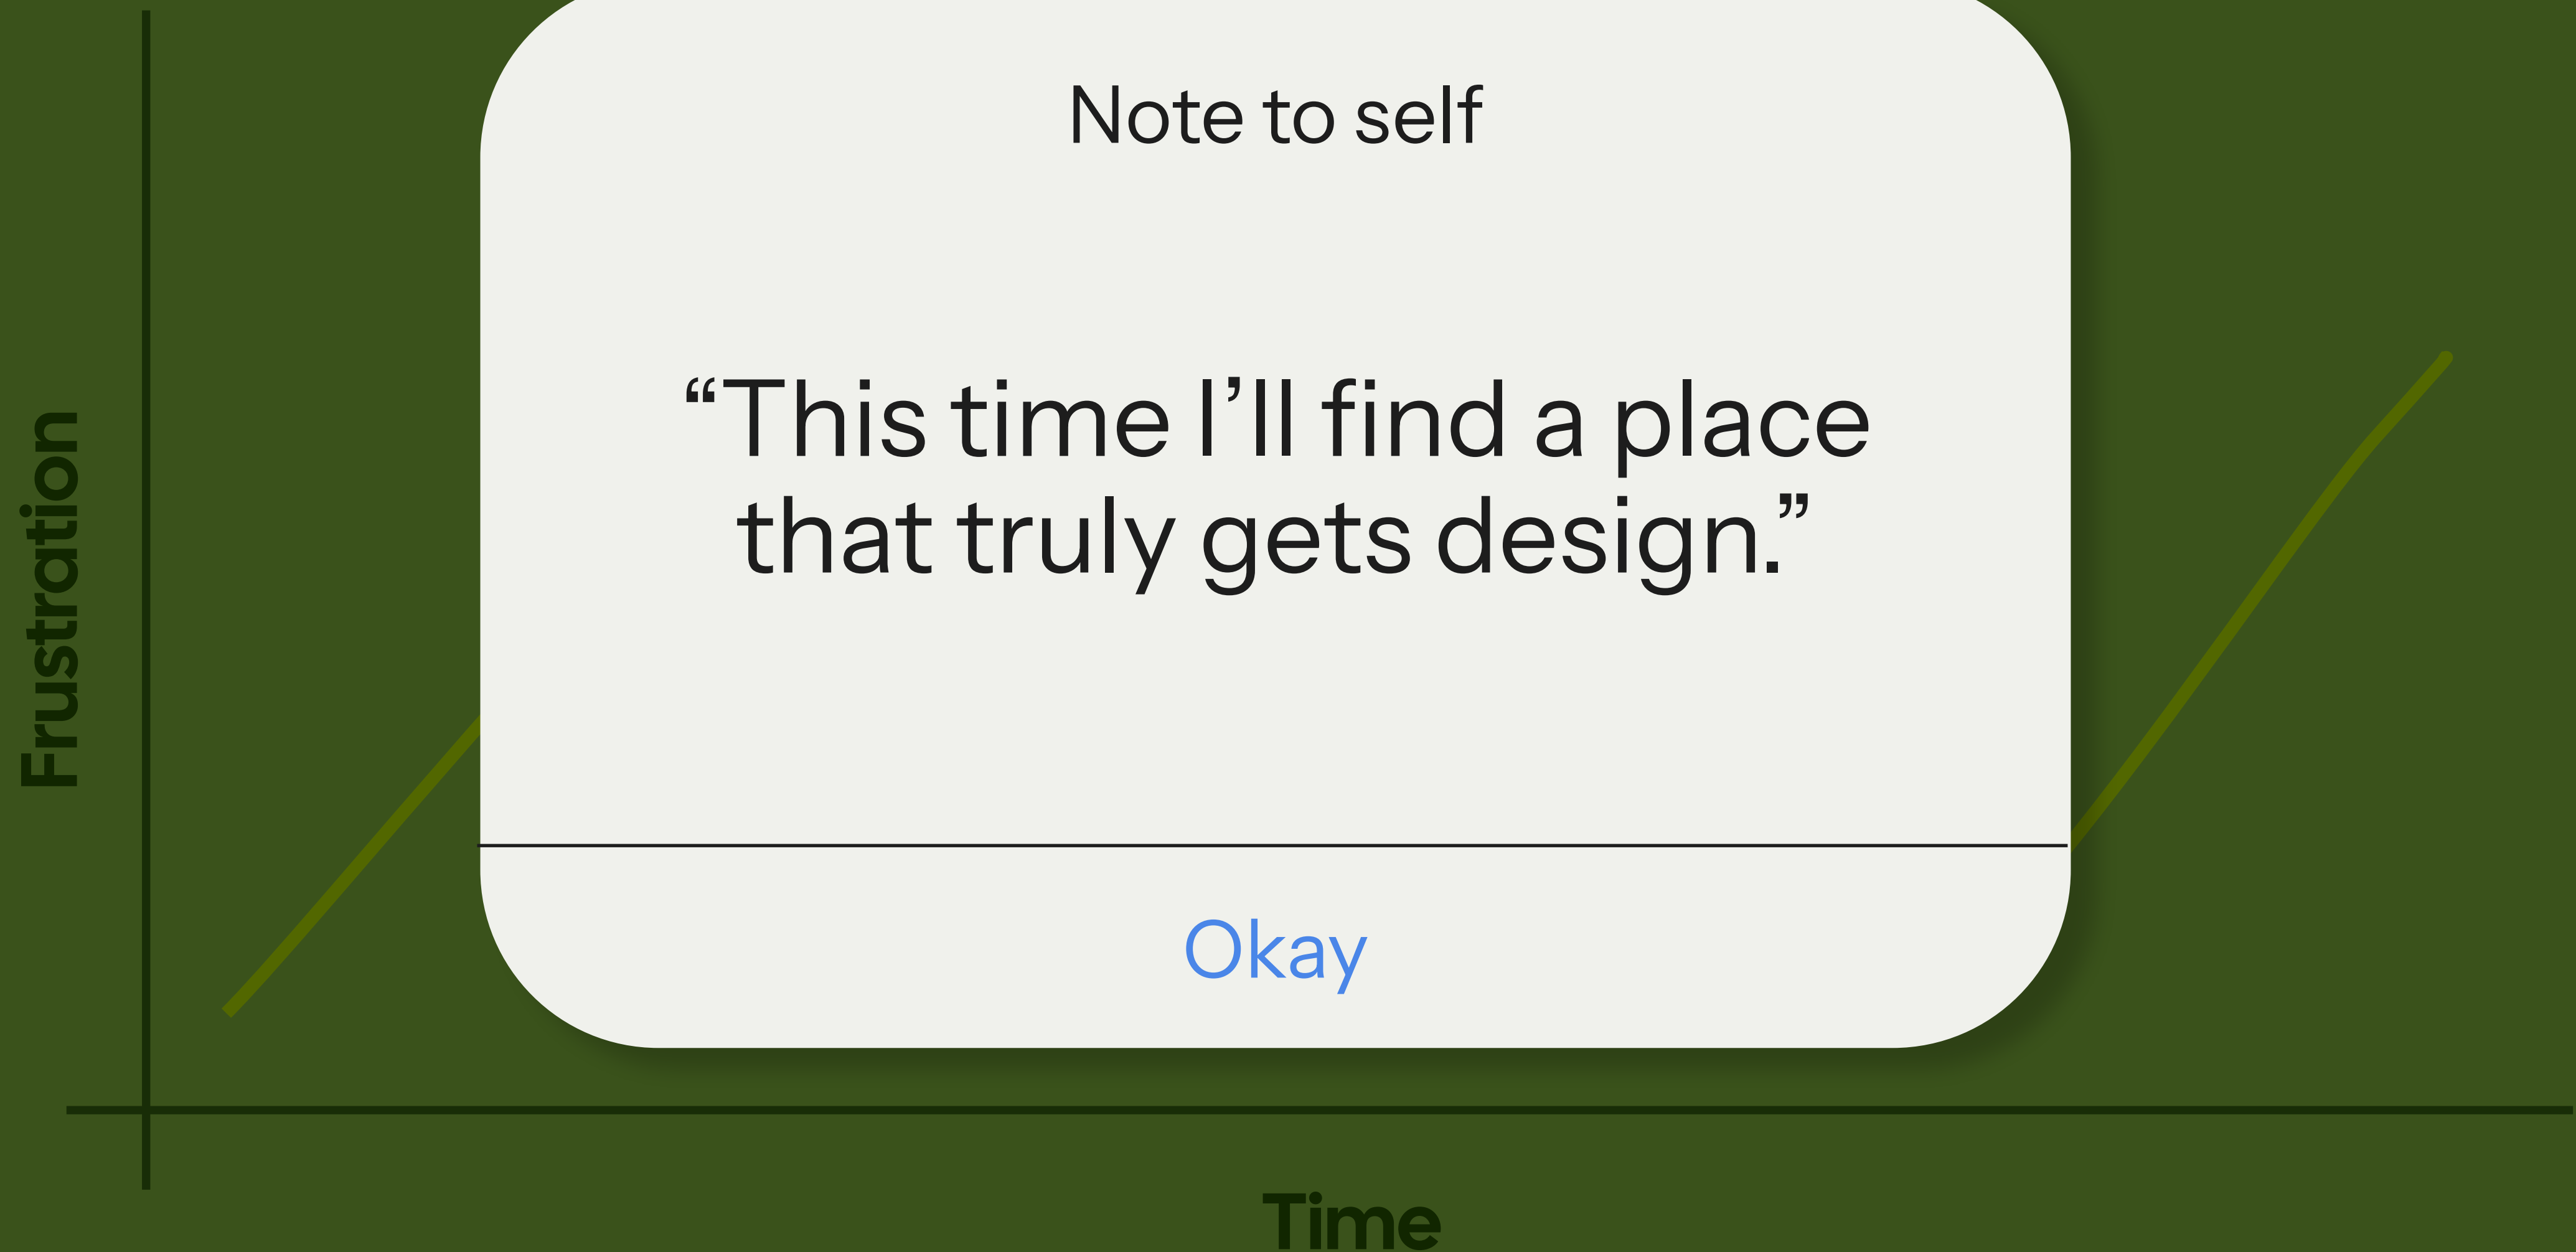 Note to self
“This time I’ll find a place
that truly gets design.”
Okay
Frustration
Time